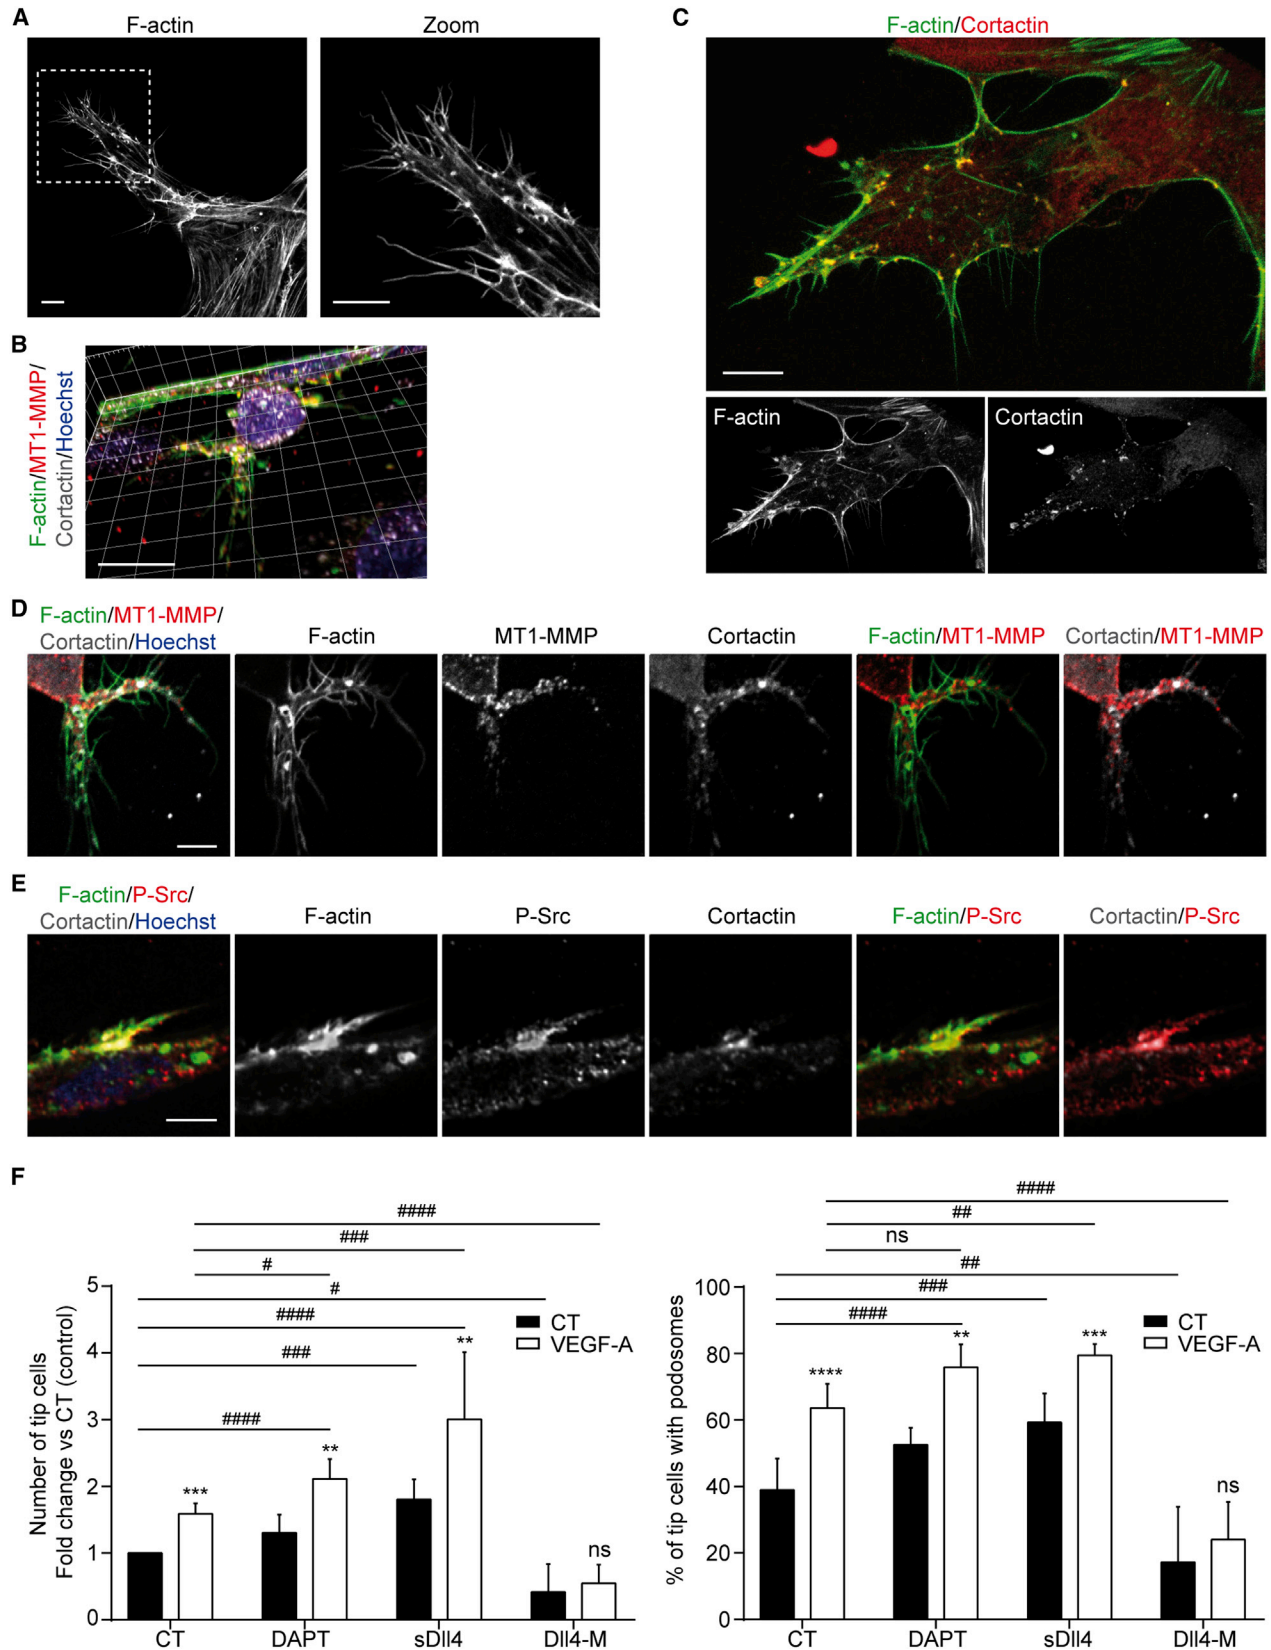 A
F-actin
Zoom
C
F-actin/Cortactin
B
F-actin/MT1-MMP/
Cortactin/Hoechst
F-actin
Cortactin
D
F-actin/MT1-MMP/
Cortactin/Hoechst
F-actin
MT1-MMP
Cortactin
F-actin/MT1-MMP
Cortactin/MT1-MMP
E
F-actin/P-Src/
Cortactin/Hoechst
F-actin
P-Src
Cortactin
F-actin/P-Src
Cortactin/P-Src
F
####
###
#
#
####
###
####
Number of tip cells
Fold change vs CT (control)
5
4
3
2
1
0
***
**
**
ns
CT
VEGF-A
CT
DAPT
sDll4
Dll4-M
####
##
ns
##
###
####
% of tip cells with podosomes
100
80
60
40
20
0
****
**
***
ns
CT
VEGF-A
CT
DAPT
sDll4
Dll4-M